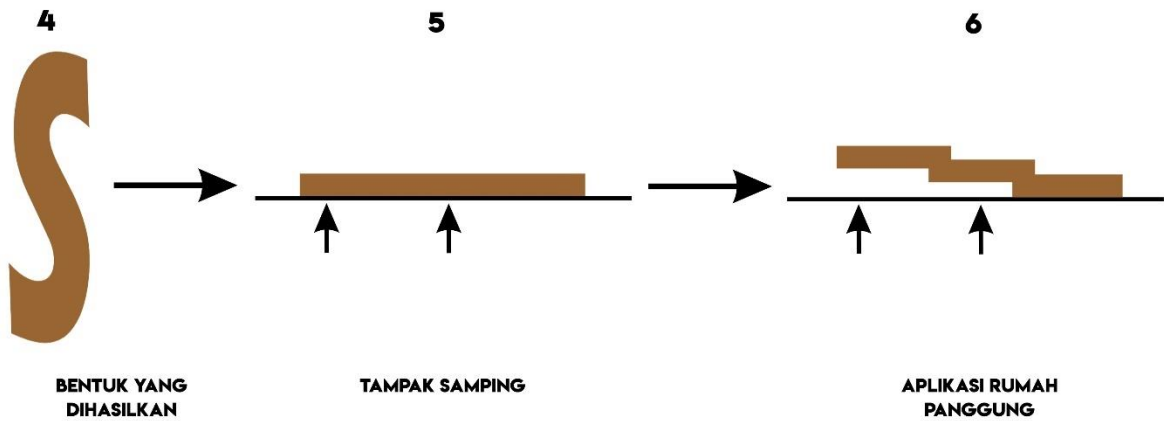 4
5
6
BENTUK YANG
DIHASILKAN
TAMPAK SAMPING
APLIKASI RUMAH
PANGGUNG